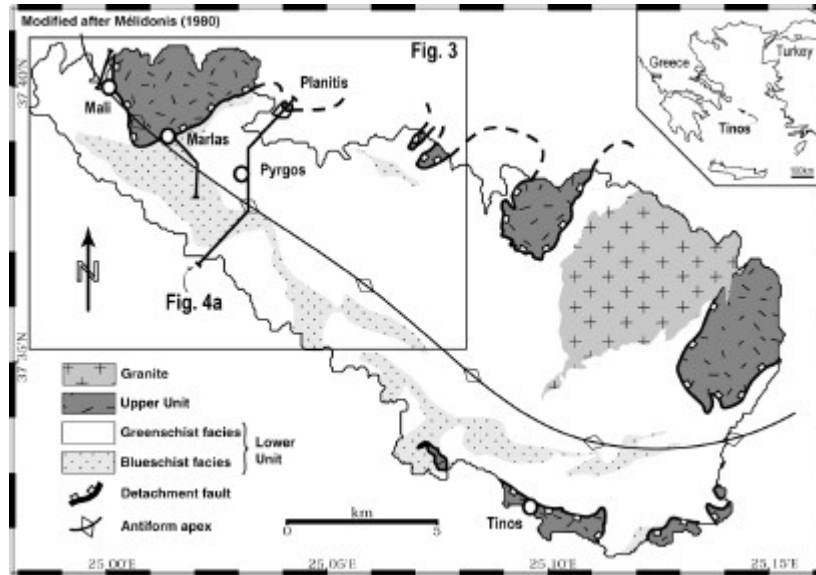 Modified after Mélidonis (1980)
Fig. 3
Planitis
Mali
Marlas
Pyrgos
N
Fig. 4a
Greece
Turkey
Tinos
100km
37 40'N
37 35'N
Granite
Upper Unit
Greenschist facies
Blueschist facies
Lower
Unit
Detachment fault
Antiform apex
km
5 0 5
Tinos
25.00'E
25.05'E
25.10'E
25.15'E